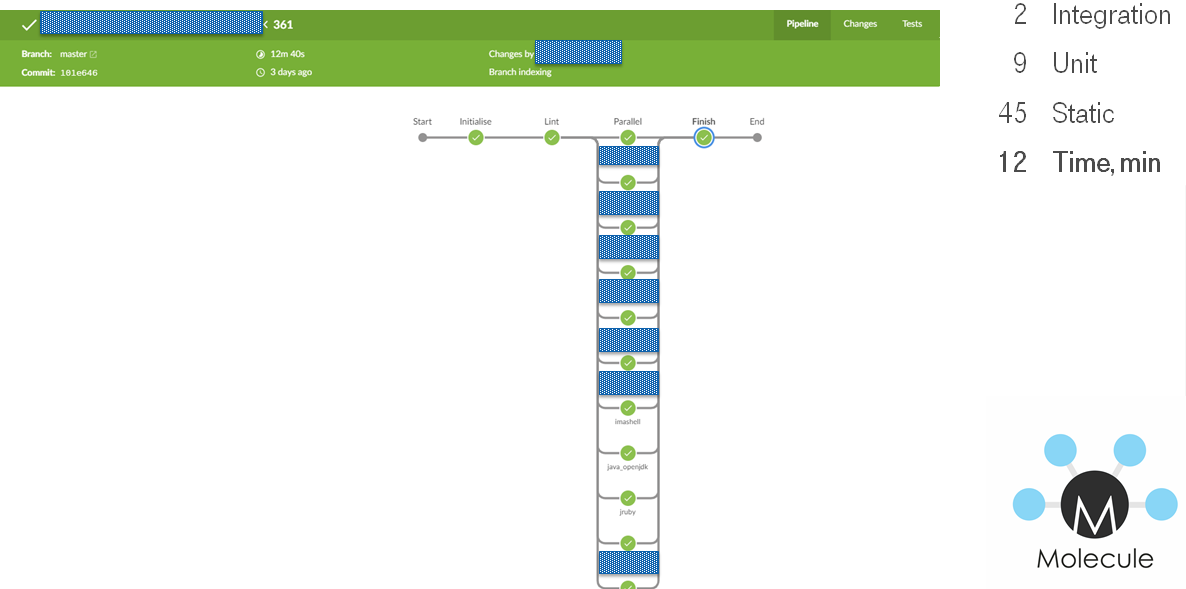 361
Pipeline Changes Tests
Branch: master
12m 40s
Changes by
Commit: 101e646
3 days ago
Branch indexing
Start Initialise Lint Parallel Finish End
imashell
java_openjdk
jruby
2 Integration
9 Unit
45 Static
12 Time, min
Molecule